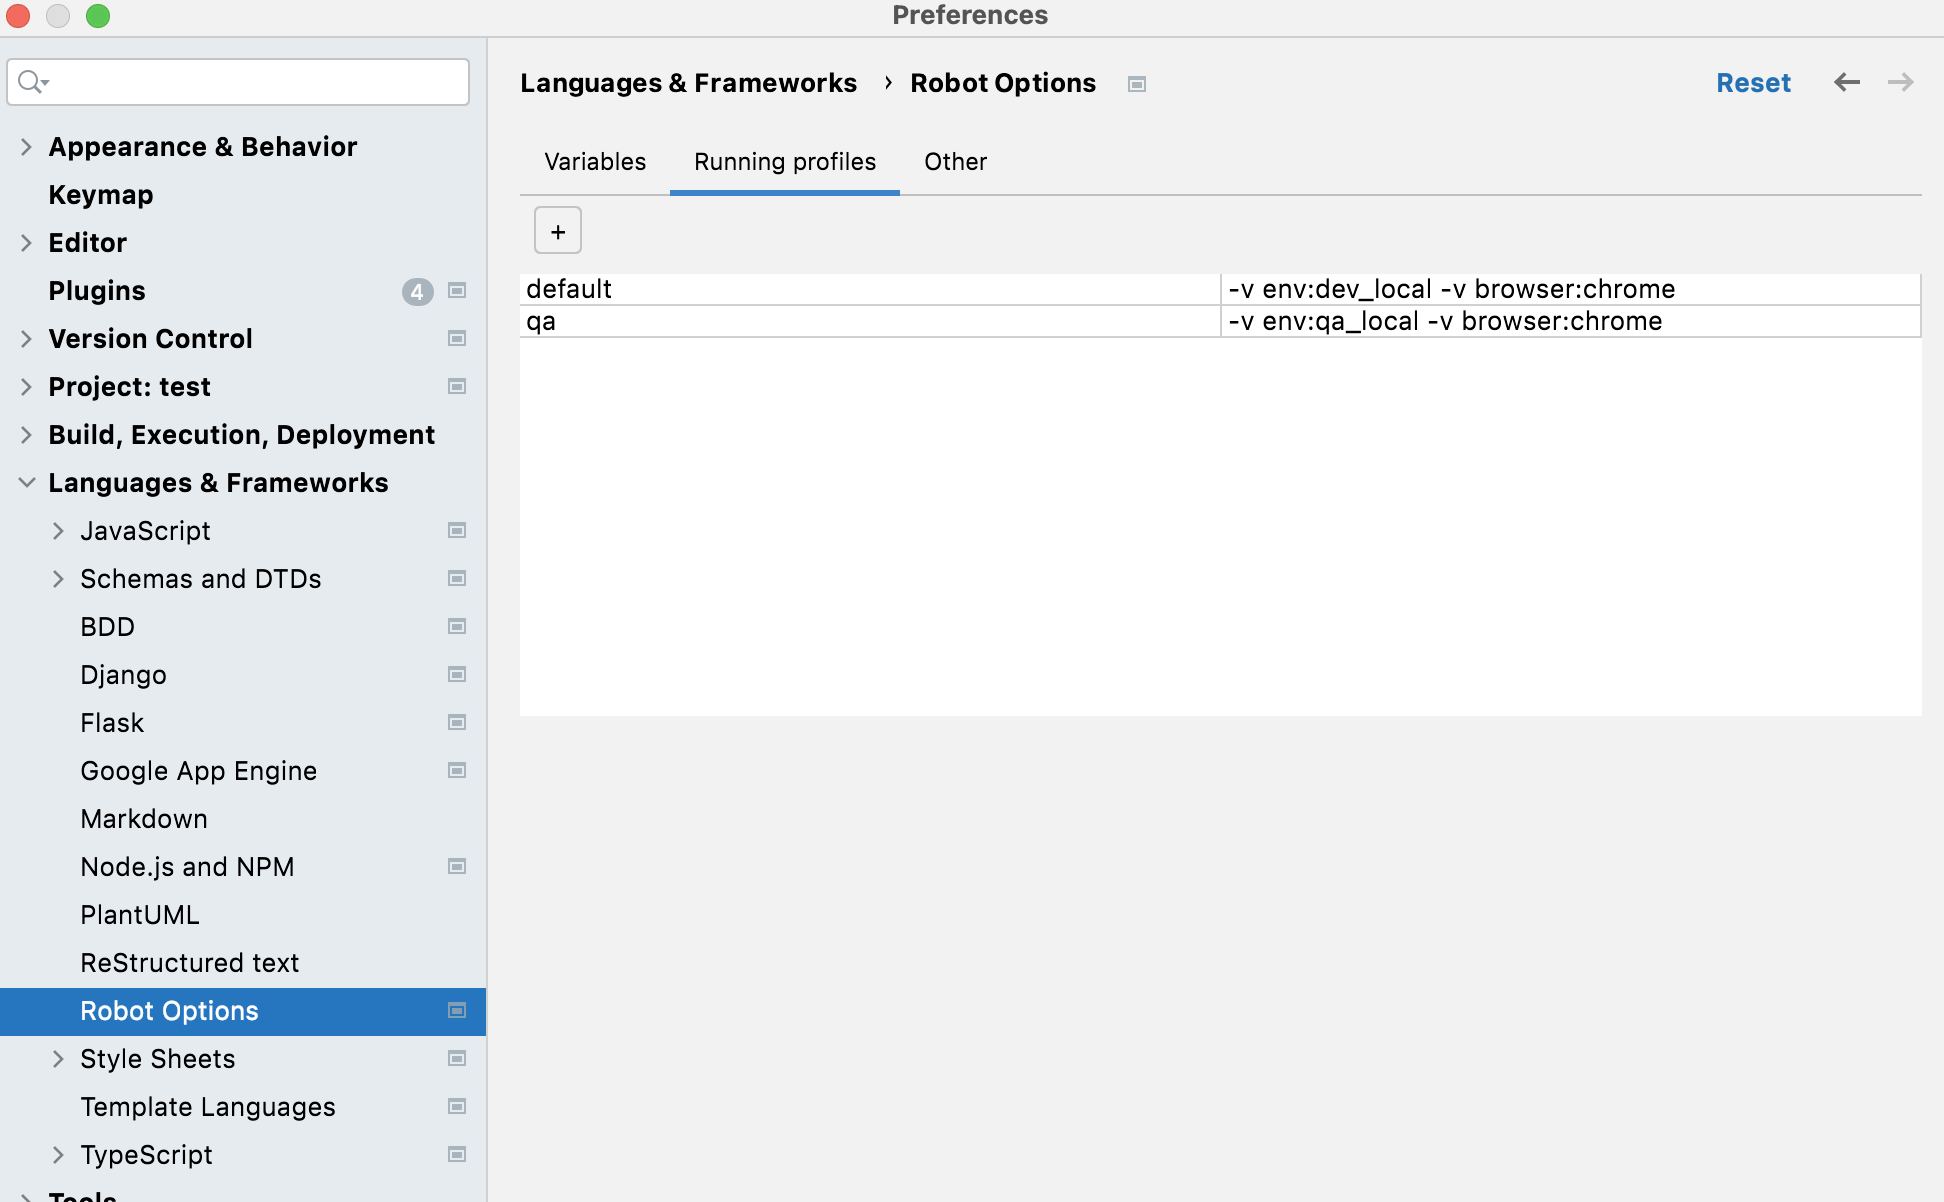 Preferences
Appearance & Behavior
Keymap
Editor
Plugins 4
Version Control
Project: test
Build, Execution, Deployment
Languages & Frameworks
JavaScript
Schemas and DTDs
BDD
Django
Flask
Google App Engine
Markdown
Node.js and NPM
PlantUML
ReStructured text
Robot Options
Style Sheets
Template Languages
TypeScript
Tools
Languages & Frameworks › Robot Options
Reset
Variables Running profiles Other
+
default -v env:dev_local -v browser:chrome
qa -v env:qa_local -v browser:chrome